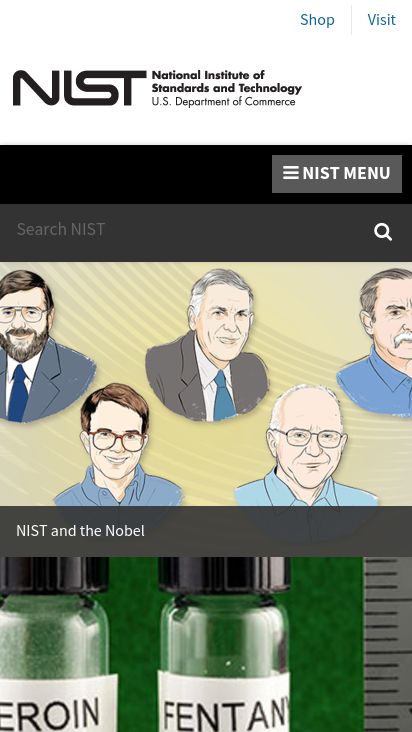 Shop
Visit
NIST
National Institute of
Standards and Technology
U.S. Department of Commerce
NIST MENU
Search NIST
NIST and the Nobel
EROIN
FENTANY